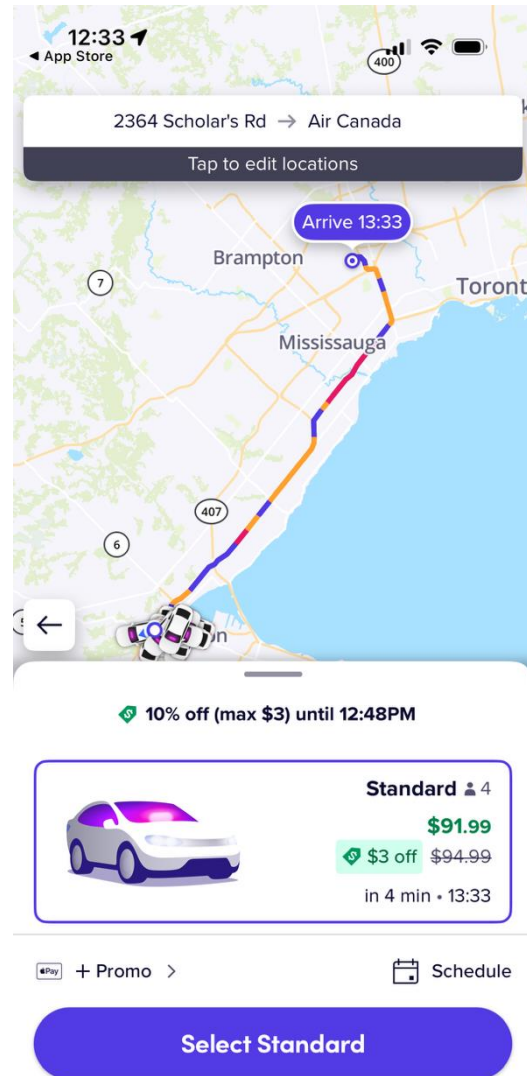 12:33
◀ App Store
400
2364 Scholar's Rd → Air Canada
Tap to edit locations
Arrive 13:33
Brampton
7
Toront
Mississauga
407
6
10% off (max $3) until 12:48PM
Standard 4
$91.99
$3 off $94.99
in 4 min • 13:33
Pay + Promo >
Schedule
Select Standard